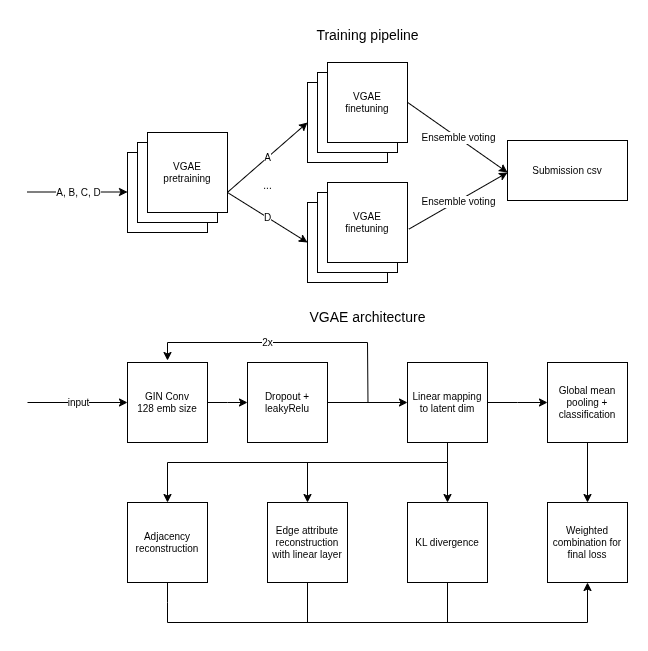 Training pipeline
VGAE
finetuning
Ensemble voting
VGAE
pretraining
A, B, C, D
A
...
D
Submission csv
VGAE
finetuning
Ensemble voting
VGAE architecture
2x
input
GIN Conv
128 emb size
Dropout +
leakyRelu
Linear mapping
to latent dim
Global mean
pooling +
classification
Adjacency
reconstruction
Edge attribute
reconstruction
with linear layer
KL divergence
Weighted
combination for
final loss